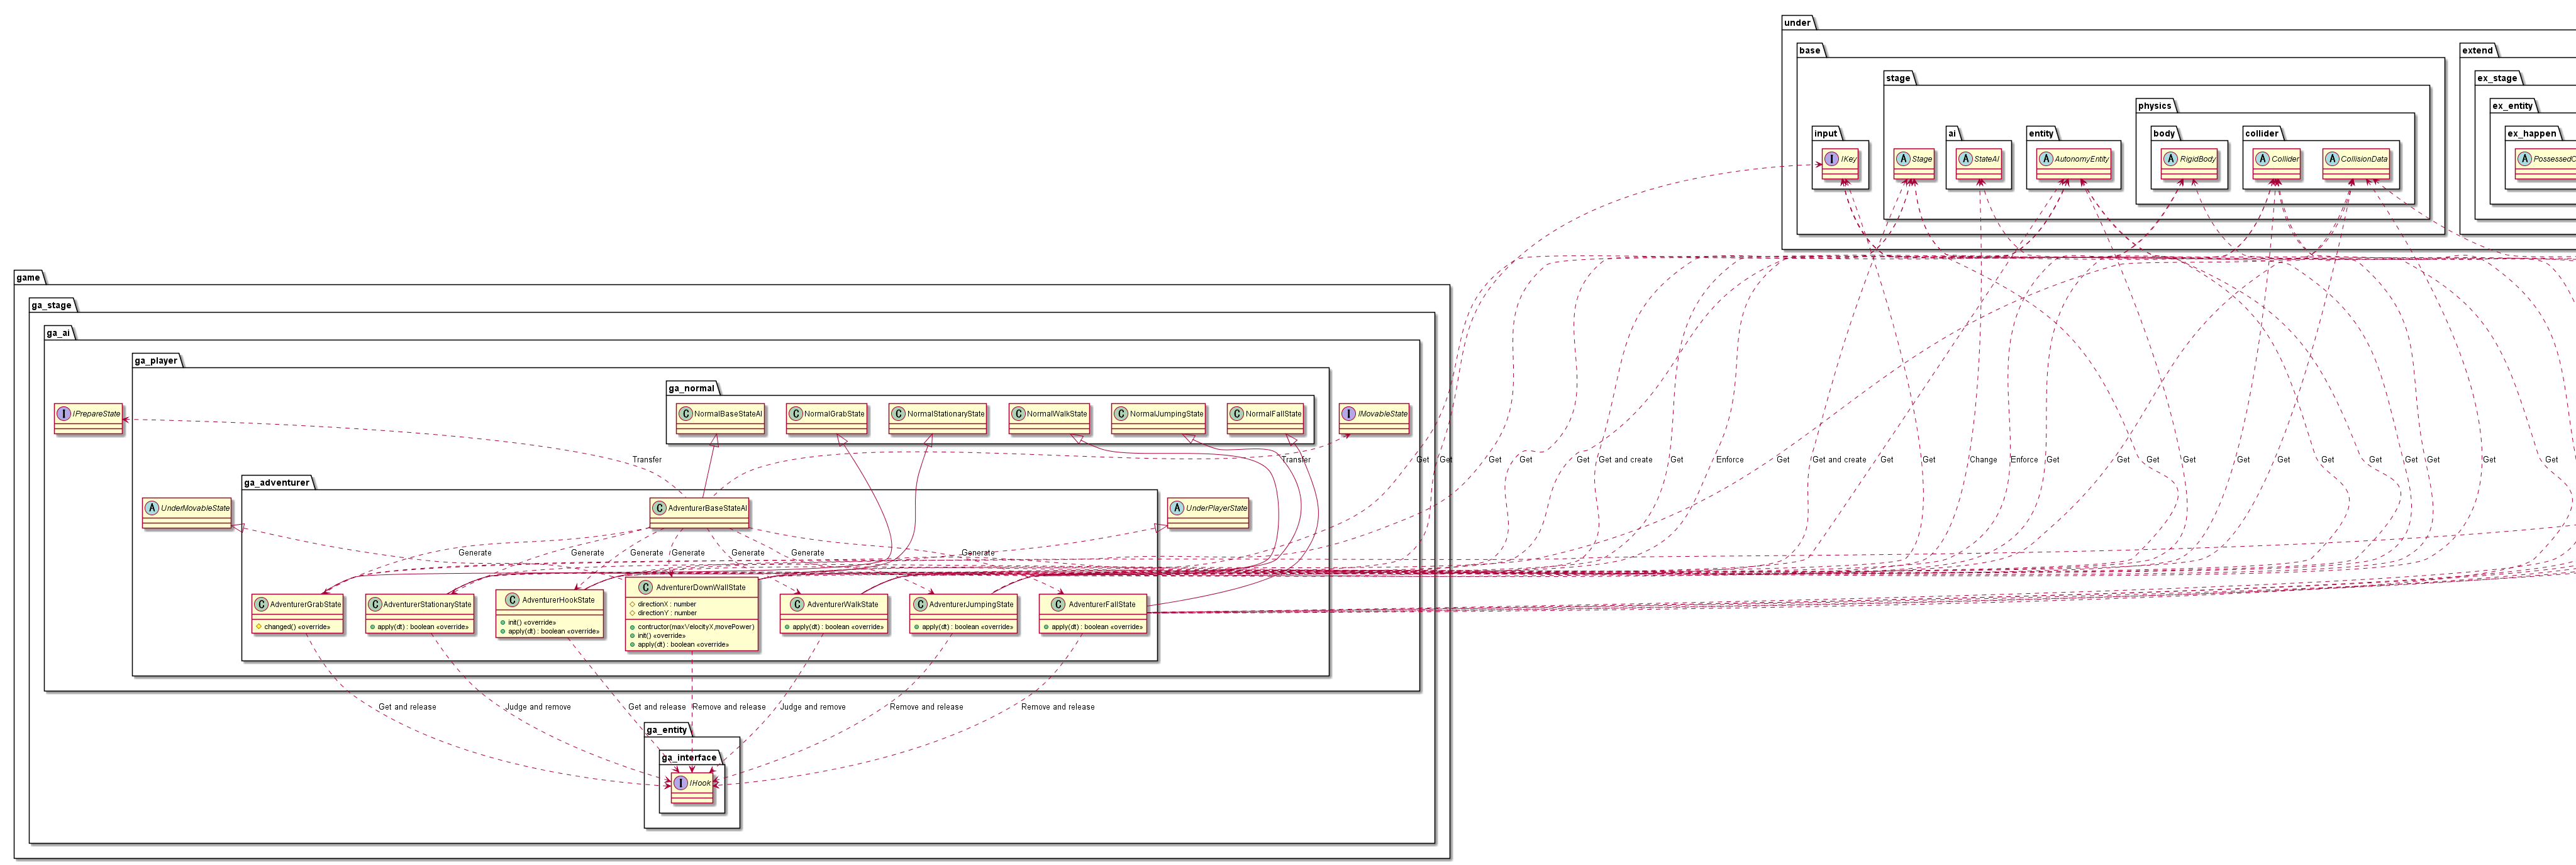 under
base
extend
stage
ex_stage
physics
ex_entity
input
ai
entity
body
collider
ex_happen
IKey
Stage
StateAI
AutonomyEntity
RigidBody
Collider
CollisionData
game
ga_stage
ga_ai
ga_player
ga_normal
IPrepareState
NormalBaseStateAI
NormalGrabState
NormalStationaryState
NormalWalkState
NormalJumpingState
NormalFallState
IMovableState
Transfer
Transfer
Get
Get
Get
Get
Get
Get and create
Get
Enforce
Get
Get and create
Get
Get
Change
Enforce
Get
Get
Get
Get
Get
Get
Get
Get
Get
Get
Get
Get
ga_adventurer
UnderMovableState
AdventurerBaseStateAI
UnderPlayerState
Generate
Generate
Generate
Generate
Generate
Generate
Generate
AdventurerGrabState
changed() «override»
AdventurerStationaryState
apply(dt) : boolean «override»
AdventurerHookState
init() «override»
apply(dt) : boolean «override»
AdventurerDownWallState
directionX : number
directionY : number
contructor(maxVelocityX,movePower)
init() «override»
apply(dt) : boolean «override»
AdventurerWalkState
apply(dt) : boolean «override»
AdventurerJumpingState
apply(dt) : boolean «override»
AdventurerFallState
apply(dt) : boolean «override»
Get and release
Judge and remove
Get and release
Remove and release
Judge and remove
Remove and release
Remove and release
ga_entity
ga_interface
IHook